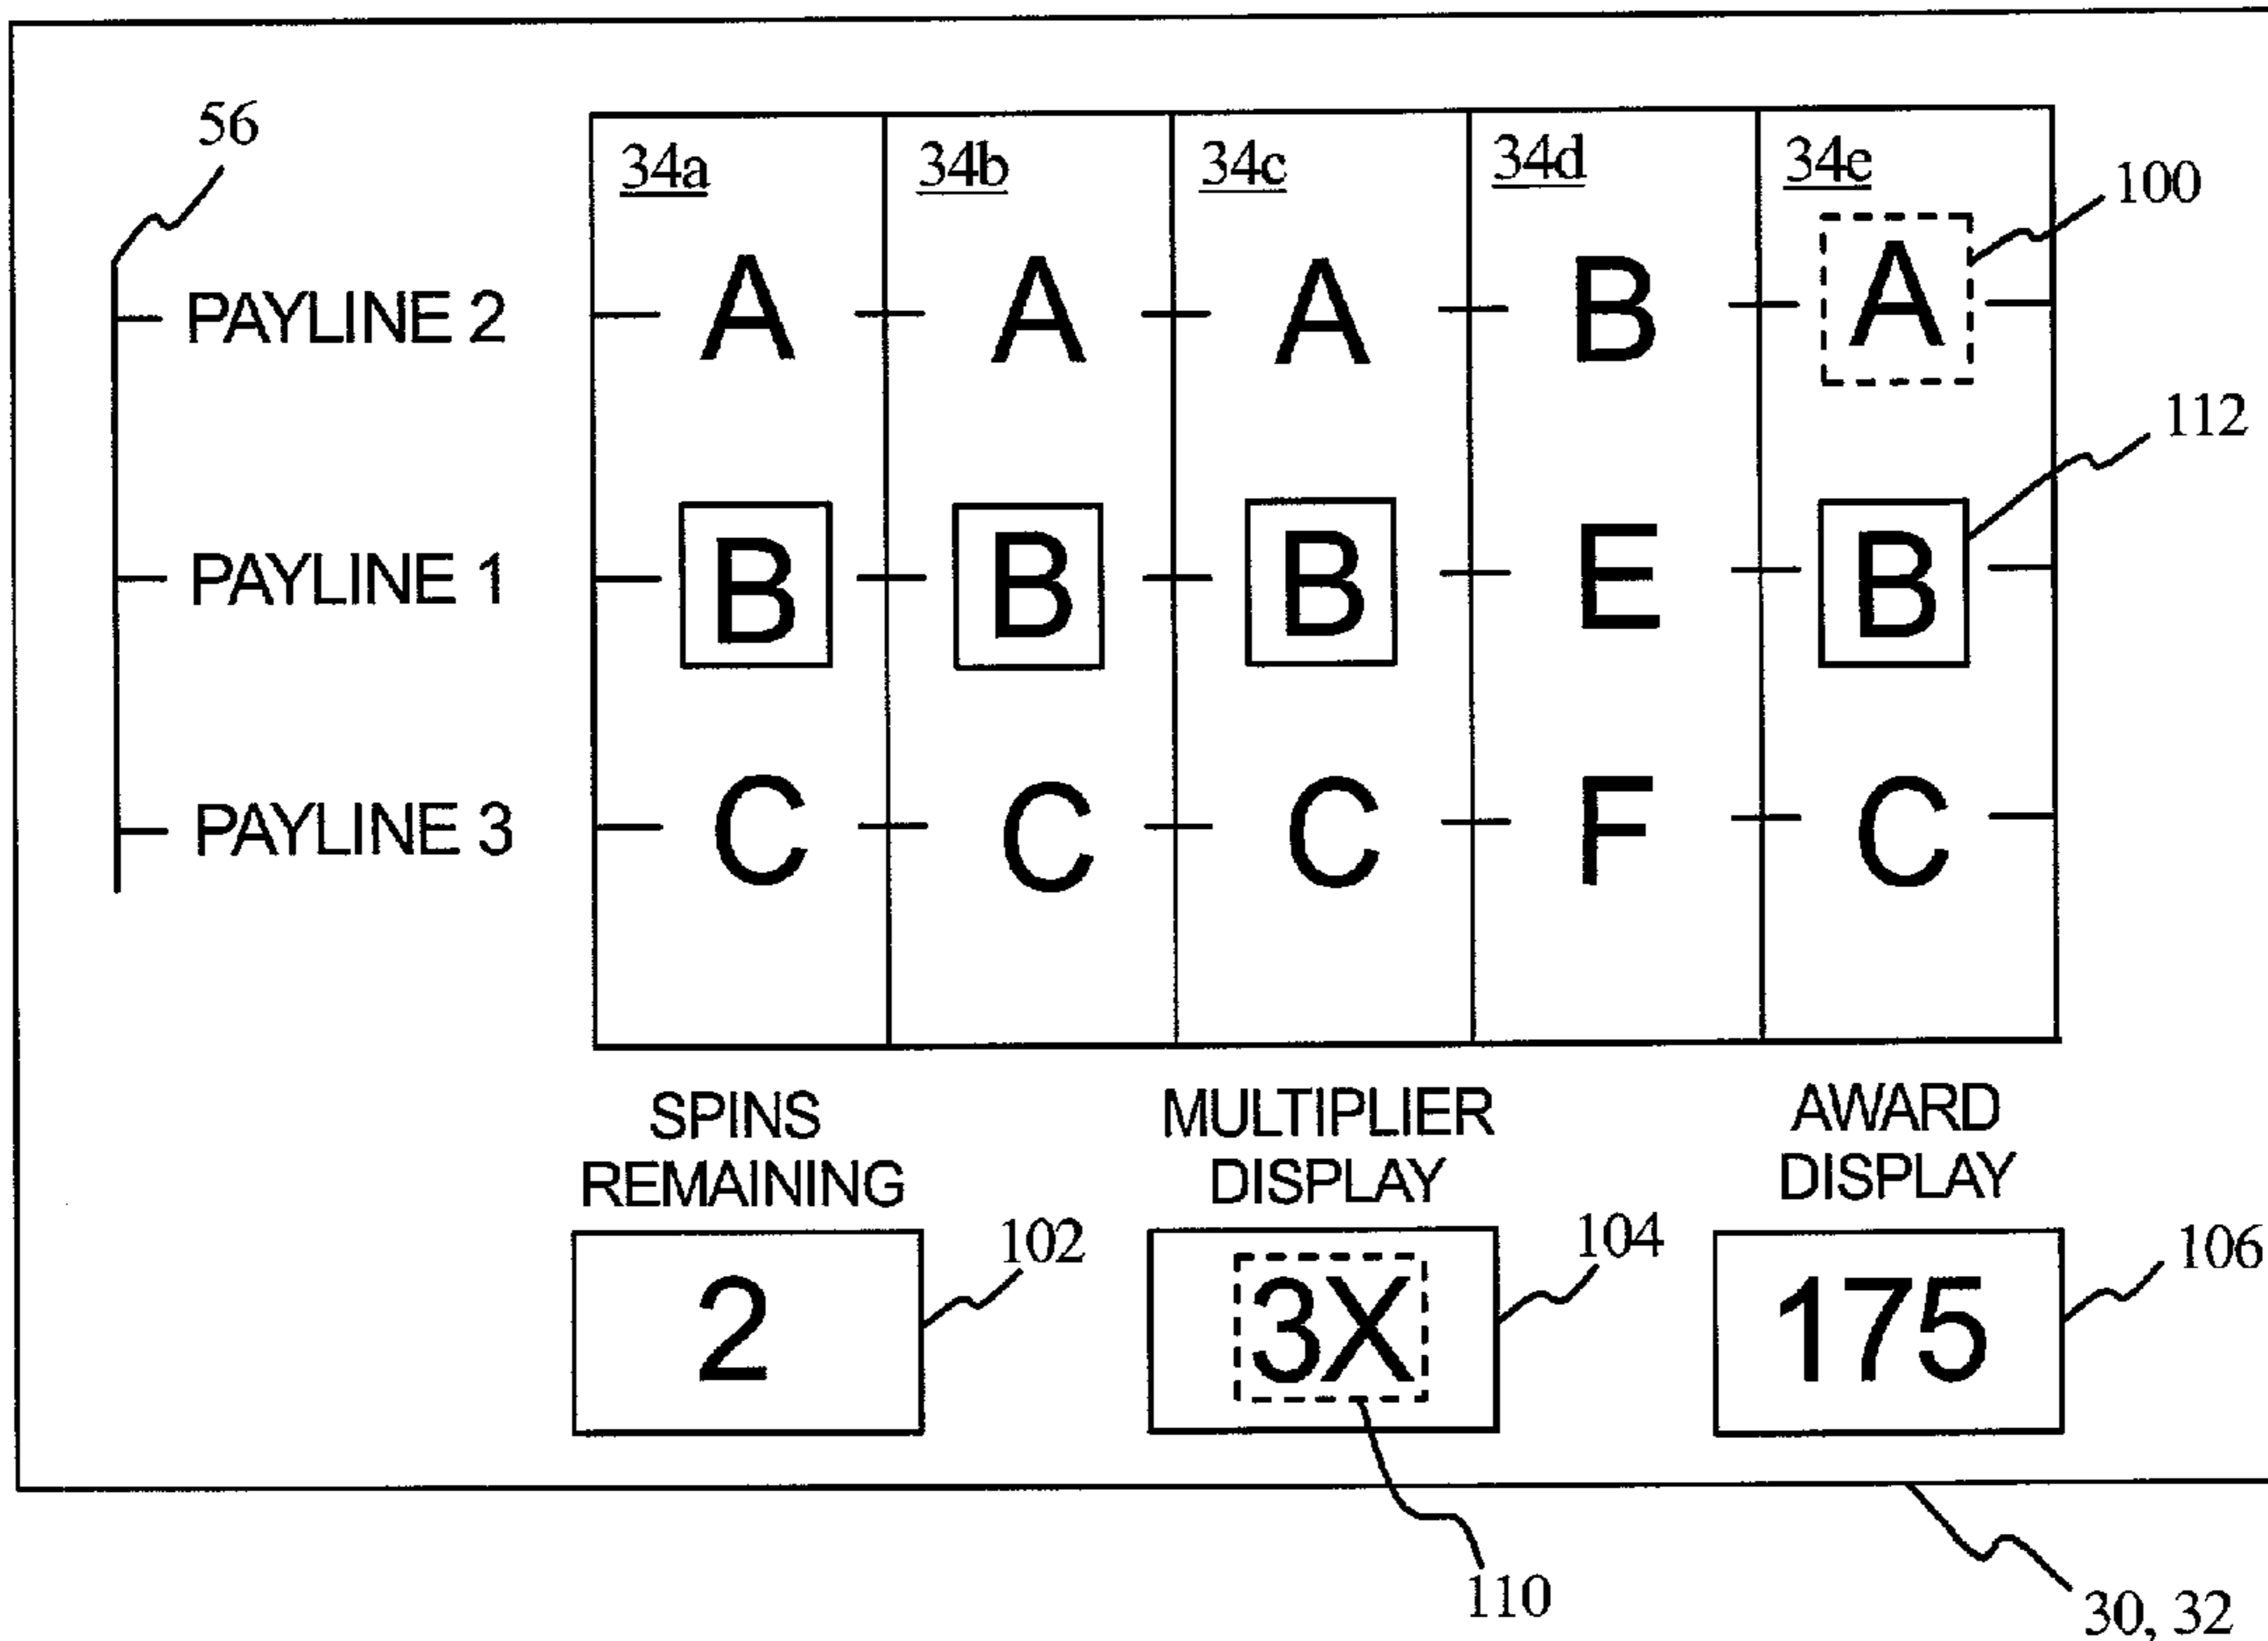 56
34a 34b 34c 34d 34e
100
PAYLINE 2 A A A B A
112
PAYLINE 1 B B B E B
PAYLINE 3 C C C F C
SPINS REMAINING
MULTIPLIER DISPLAY
AWARD DISPLAY
2 102
3X 104
175 106
110
30, 32